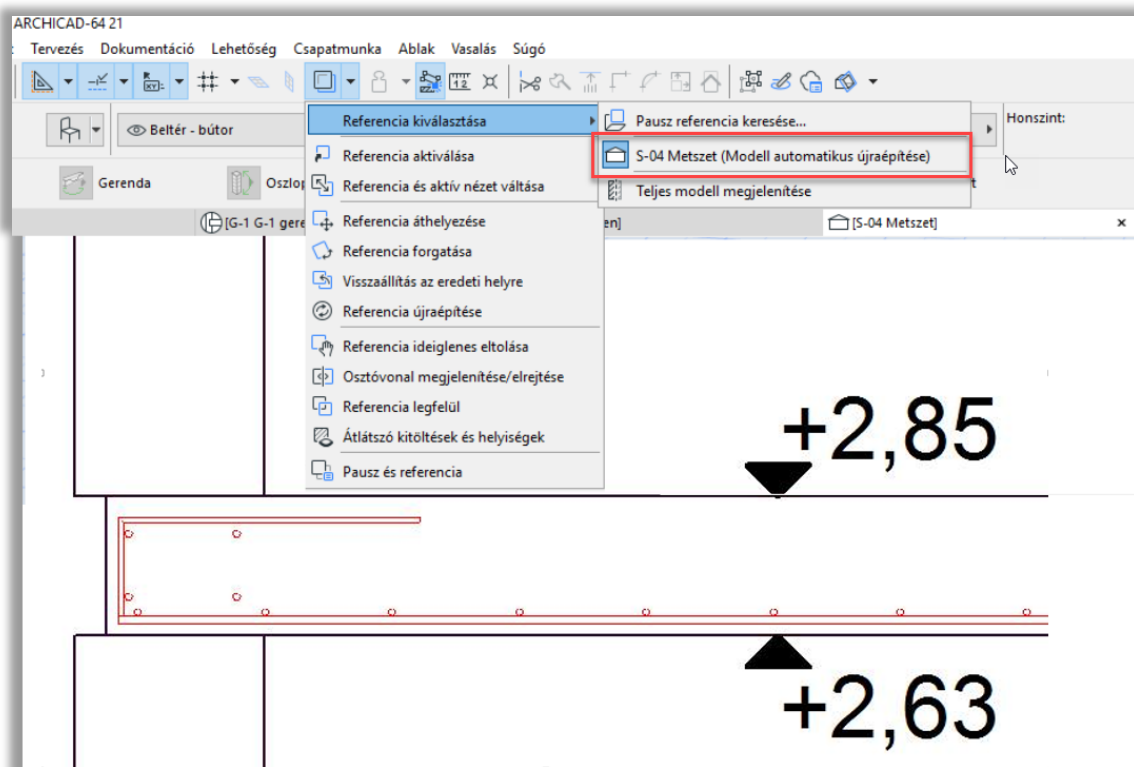 ARCHICAD-64 21
Tervezés Dokumentáció Lehetőség Csapatmunka Ablak Vasalás Súgó
Beltér - bútor
Honszint:
Gerenda
[G-1 G-1 gere
en]
[S-04 Metszet]
Referencia kiválasztása
Referencia aktiválása
Referencia és aktív nézet váltása
Referencia áthelyezése
Referencia forgatása
Visszaállítás az eredeti helyre
Referencia újraépítése
Referencia ideiglenes eltolása
Osztóvonal megjelenítése/elrejtése
Referencia legfelül
Átlátszó kitöltések és helyiségek
Pausz és referencia
Pausz referencia keresése...
S-04 Metszet (Modell automatikus újraépítése)
Teljes modell megjelenítése
+2,85
+2,63